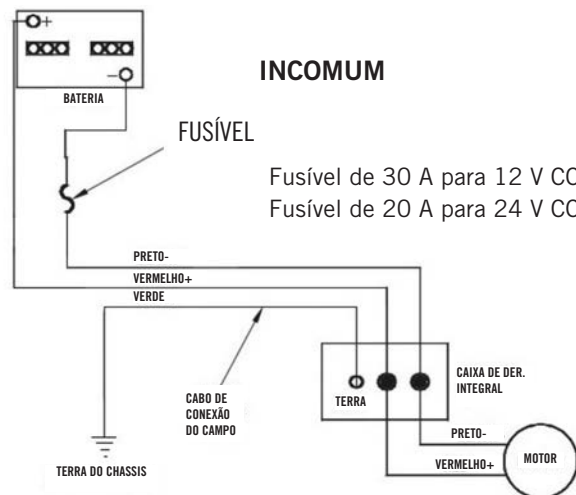 +
−
BATERIA
INCOMUM
FUSÍVEL
Fusível de 30 A para 12 V CC
Fusível de 20 A para 24 V CC
PRETO-
VERMELHO+
VERDE
CABO DE
CONEXÃO
DO CAMPO
TERRA DO CHASSIS
TERRA
CAIXA DE DER.
INTEGRAL
PRETO-
VERMELHO+
MOTOR